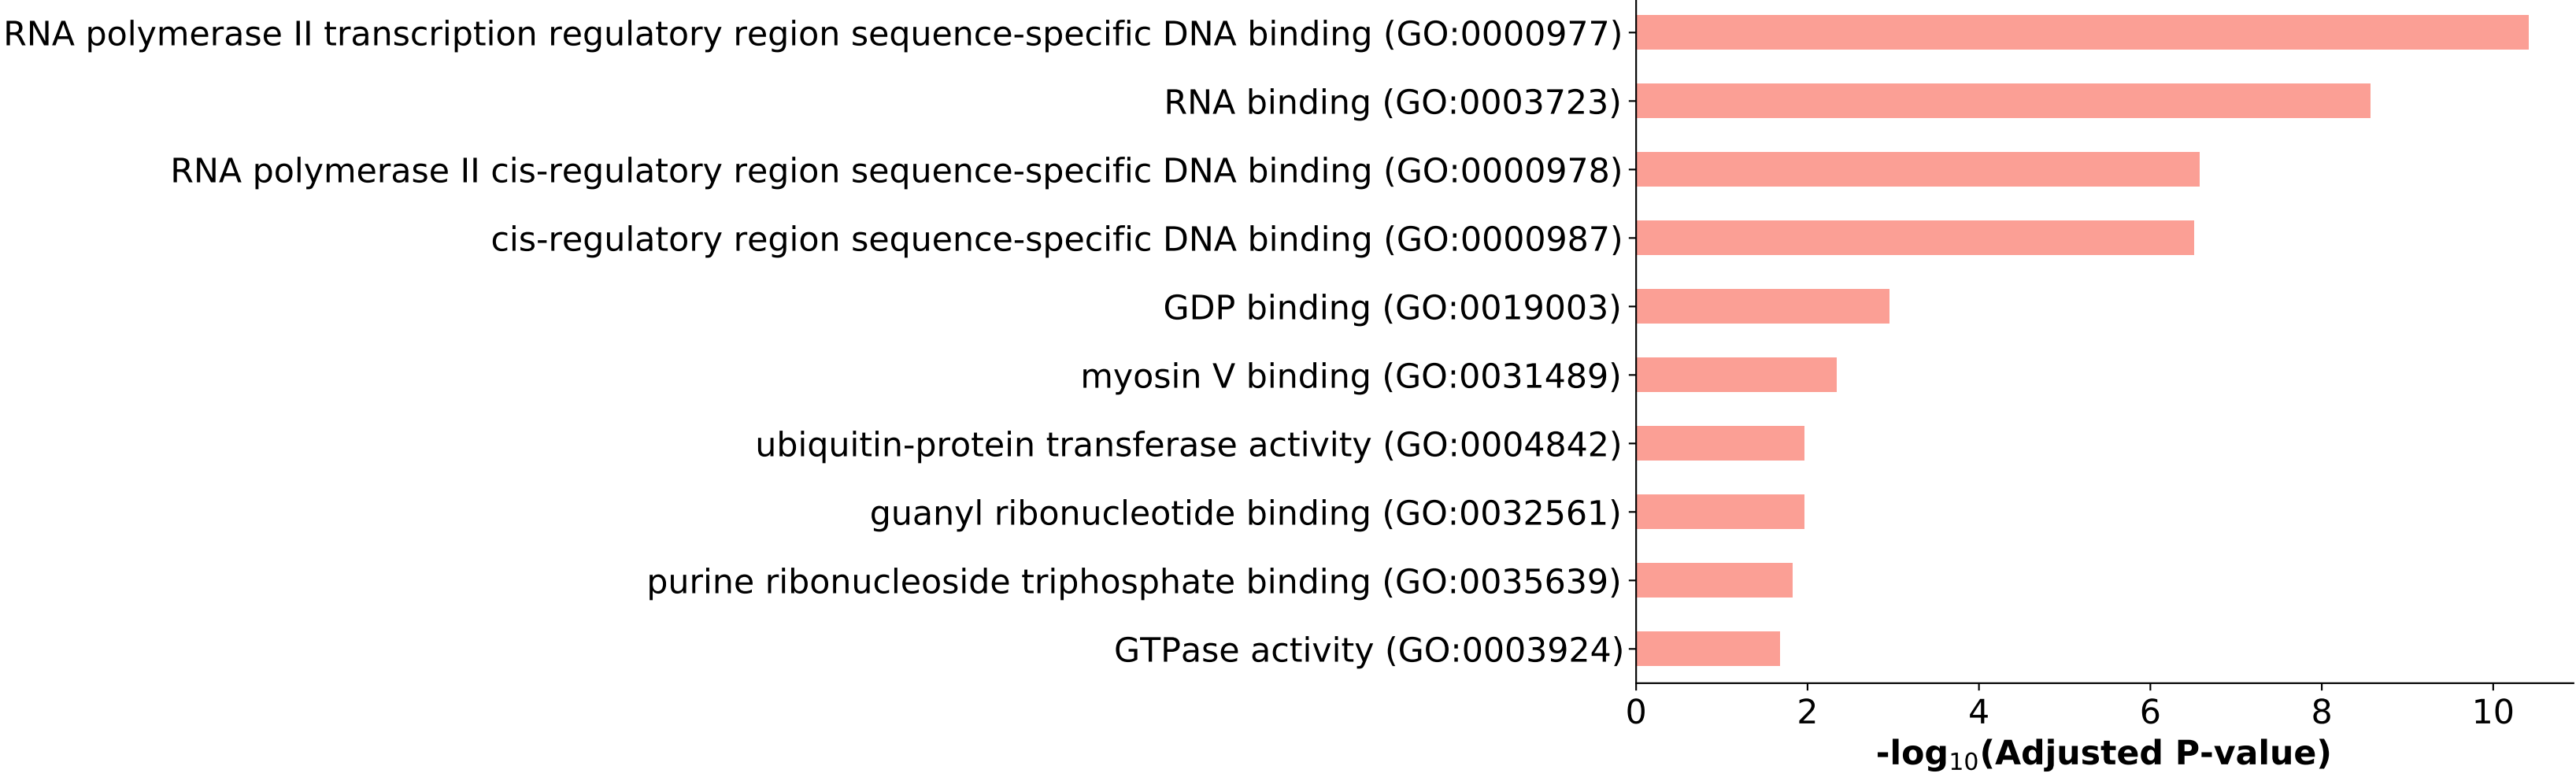 RNA polymerase II transcription regulatory region sequence-specific DNA binding (GO:0000977)
RNA binding (GO:0003723)
RNA polymerase II cis-regulatory region sequence-specific DNA binding (GO:0000978)
cis-regulatory region sequence-specific DNA binding (GO:0000987)
GDP binding (GO:0019003)
myosin V binding (GO:0031489)
ubiquitin-protein transferase activity (GO:0004842)
guanyl ribonucleotide binding (GO:0032561)
purine ribonucleoside triphosphate binding (GO:0035639)
GTPase activity (GO:0003924)
0 2 4 6 8 10
-log₁₀(Adjusted P-value)